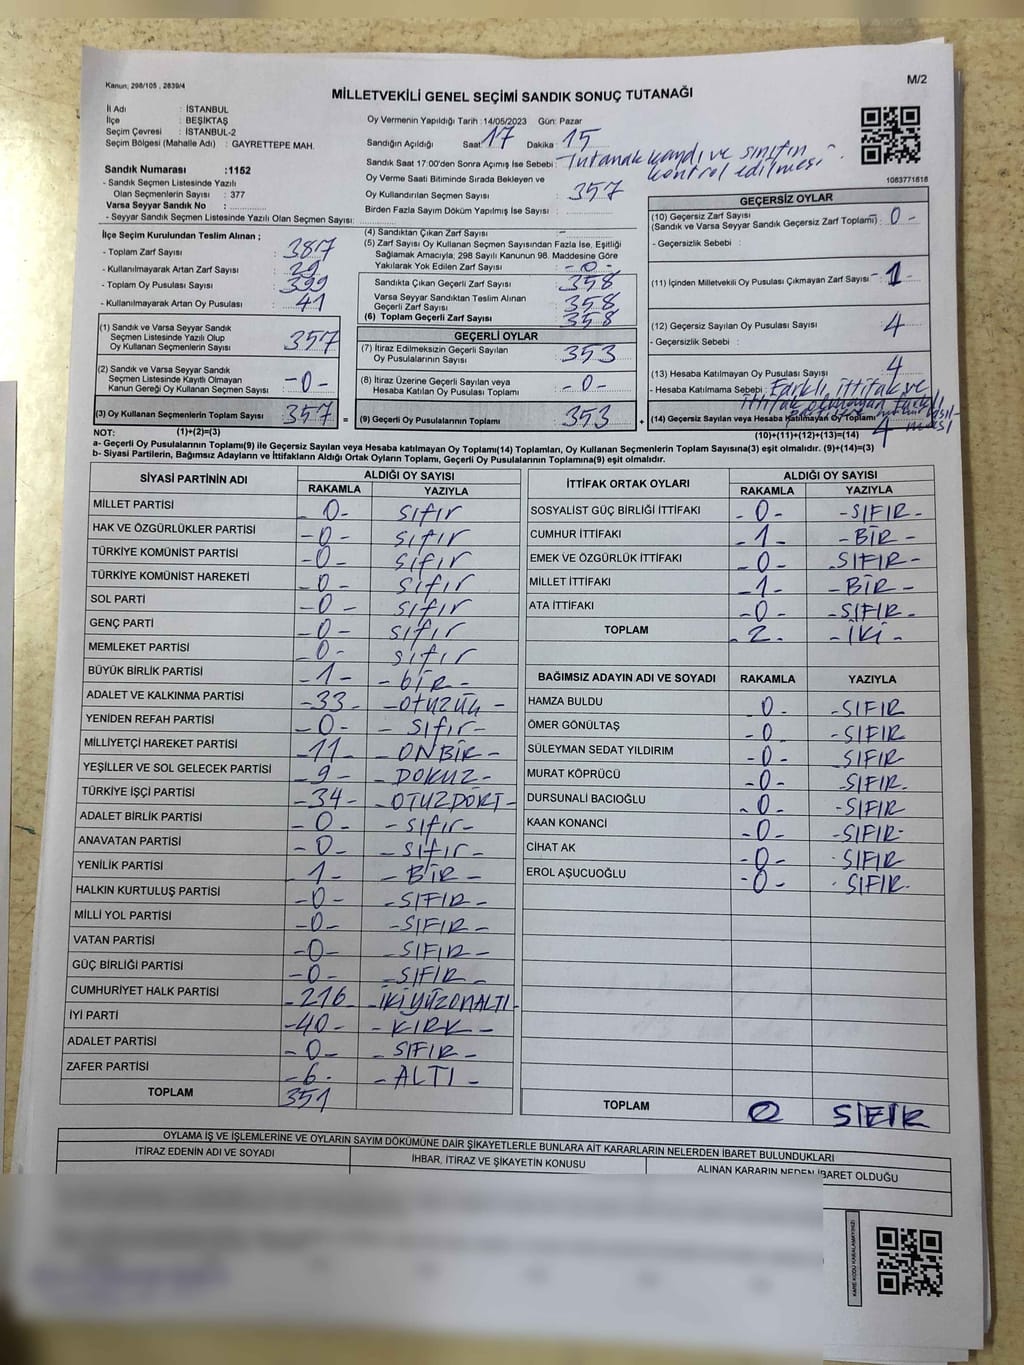 Kanun; 298/105 , 2839/4
M/2
MİLLETVEKİLİ GENEL SEÇİMİ SANDIK SONUÇ TUTANAĞI
İl Adı : İSTANBUL
İlçe : BEŞİKTAŞ
Seçim Çevresi : İSTANBUL-2
Seçim Bölgesi (Mahalle Adı) : GAYRETTEPE MAH.
Sandık Numarası :1152
- Sandık Seçmen Listesinde Yazılı
Olan Seçmenlerin Sayısı : 377
Varsa Seyyar Sandık No :
- Seyyar Sandık Seçmen Listesinde Yazılı Olan Seçmen Sayısı:
Oy Vermenin Yapıldığı Tarih :14/05/2023 Gün: Pazar
Sandığın Açıldığı Saat 17 Dakika : 15
Sandık Saat 17:00'den Sonra Açımış İse Sebebi : Tutanak kandı ve sınıfın
kontrol edilmesi
Oy Verme Saati Bitiminde Sırada Bekleyen ve
Oy Kullandırılan Seçmen Sayısı : 357
Birden Fazla Sayım Döküm Yapılmış İse Sayısı :
1063771616
İlçe Seçim Kurulundan Teslim Alınan ;
- Toplam Zarf Sayısı : 387
- Kullanılmayarak Artan Zarf Sayısı : 29
- Toplam Oy Pusulası Sayısı : 399
- Kullanılmayarak Artan Oy Pusulası : 41
(1) Sandık ve Varsa Seyyar Sandık
Seçmen Listesinde Yazılı Olup
Oy Kullanan Seçmenlerin Sayısı : 357
(2) Sandık ve Varsa Seyyar Sandık
Seçmen Listesinde Kayıtlı Olmayan
Kanun Gereği Oy Kullanan Seçmen Sayısı : -0-
(3) Oy Kullanan Seçmenlerin Toplam Sayısı : 357 =
(4) Sandıktan Çıkan Zarf Sayısı : -
(5) Zarf Sayısı Oy Kullanan Seçmen Sayısından Fazla İse, Eşitliği
Sağlamak Amacıyla; 298 Sayılı Kanunun 98. Maddesine Göre
Yakılarak Yok Edilen Zarf Sayısı : -0-
Sandıkta Çıkan Geçerli Zarf Sayısı : 358
Varsa Seyyar Sandıktan Teslim Alınan
Geçerli Zarf Sayısı : 358
(6) Toplam Geçerli Zarf Sayısı : 358
GEÇERLİ OYLAR
(7) İtiraz Edilmeksizin Geçerli Sayılan
Oy Pusulalarının Sayısı : 353
(8) İtiraz Üzerine Geçerli Sayılan veya
Hesaba Katılan Oy Pusulası Toplamı : -0-
(9) Geçerli Oy Pusulalarının Toplamı : 353 +
GEÇERSİZ OYLAR
(10) Geçersiz Zarf Sayısı
(Sandık ve Varsa Seyyar Sandık Geçersiz Zarf Toplamı) : -0-
- Geçersizlik Sebebi :
(11) İçinden Milletvekili Oy Pusulası Çıkmayan Zarf Sayısı : -1
(12) Geçersiz Sayılan Oy Pusulası Sayısı : 4
- Geçersizlik Sebebi :
(13) Hesaba Katılmayan Oy Pusulası Sayısı : 4
- Hesaba Katılmama Sebebi : Farklı, ittifak ve
ittifak olmayan farklı
(14) Geçersiz Sayılan veya Hesaba Katılmayan Oy Toplamı : 4
NOT: (1)+(2)=(3)
(10)+(11)+(12)+(13)=(14)
a- Geçerli Oy Pusulaları Toplamı(9) ile Geçersiz Sayılan veya Hesaba katılmayan Oy Toplamı(14) Toplamları, Oy Kullanan Seçmenlerin Toplam Sayısına(3) eşit olmalıdır. (9)+(14)=(3)
b- Siyasi Partilerin, Bağımsız Adayların ve İttifakların Aldığı Ortak Oyların Toplamı, Geçerli Oy Pusulalarının Toplamına(9) eşit olmalıdır.
SİYASİ PARTİNİN ADI ALDIĞI OY SAYISI
RAKAMLA YAZIYLA
MİLLET PARTİSİ -0- sıfır
HAK VE ÖZGÜRLÜKLER PARTİSİ -0- sıfır
TÜRKİYE KOMÜNİST PARTİSİ -0- sıfır
TÜRKİYE KOMÜNİST HAREKETİ -0- sıfır
SOL PARTİ -0- sıfır
GENÇ PARTİ -0- sıfır
MEMLEKET PARTİSİ -0- sıfır
BÜYÜK BİRLİK PARTİSİ -1- -bİR-
ADALET VE KALKINMA PARTİSİ -33- -OTUZÜÇ-
YENİDEN REFAH PARTİSİ -0- -sıfır-
MİLLİYETÇİ HAREKET PARTİSİ -11- -ONBİR-
YEŞİLLER VE SOL GELECEK PARTİSİ -9- -DOKUZ-
TÜRKİYE İŞÇİ PARTİSİ -34- -OTUZDÖRT-
ADALET BİRLİK PARTİSİ -0- -sıfır-
ANAVATAN PARTİSİ -0- -sıfır-
YENİLİK PARTİSİ -1- -BİR-
HALKIN KURTULUŞ PARTİSİ -0- -SIFIR-
MİLLİ YOL PARTİSİ -0- -SIFIR-
VATAN PARTİSİ -0- -SIFIR-
GÜÇ BİRLİĞİ PARTİSİ -0- -SIFIR-
CUMHURİYET HALK PARTİSİ -216- -İKİYÜZONALTI-
İYİ PARTİ -40- -KIRK-
ADALET PARTİSİ -0- -SIFIR-
ZAFER PARTİSİ -6- -ALTI-
TOPLAM 351
İTTİFAK ORTAK OYLARI ALDIĞI OY SAYISI
RAKAMLA YAZIYLA
SOSYALİST GÜÇ BİRLİĞİ İTTİFAKI -0- -SIFIR-
CUMHUR İTTİFAKI -1- -BİR-
EMEK VE ÖZGÜRLÜK İTTİFAKI -0- -SIFIR-
MİLLET İTTİFAKI -1- -BİR-
ATA İTTİFAKI -0- -SIFIR-
TOPLAM -2- -İKİ-
BAĞIMSIZ ADAYIN ADI VE SOYADI RAKAMLA YAZIYLA
HAMZA BULDU -0- -SIFIR
ÖMER GÖNÜLTAŞ -0- -SIFIR
SÜLEYMAN SEDAT YILDIRIM -0- -SIFIR
MURAT KÖPRÜCÜ -0- -SIFIR-
DURSUNALİ BACIOĞLU -0- -SIFIR
KAAN KONANCİ -0- -SIFIR-
CİHAT AK -0- -SIFIR
EROL AŞUCUOĞLU -0- -SIFIR-
TOPLAM 0 SIFIR
OYLAMA İŞ VE İŞLEMLERİNE VE OYLARIN SAYIM DÖKÜMÜNE DAİR ŞİKAYETLERLE BUNLARA AİT KARARLARIN NELERDEN İBARET BULUNDUKLARI
İTİRAZ EDENİN ADI VE SOYADI İHBAR, İTİRAZ VE ŞİKAYETİN KONUSU ALINAN KARARIN NEDEN İBARET OLDUĞU
KARE KODU KARALAMAYINIZ!